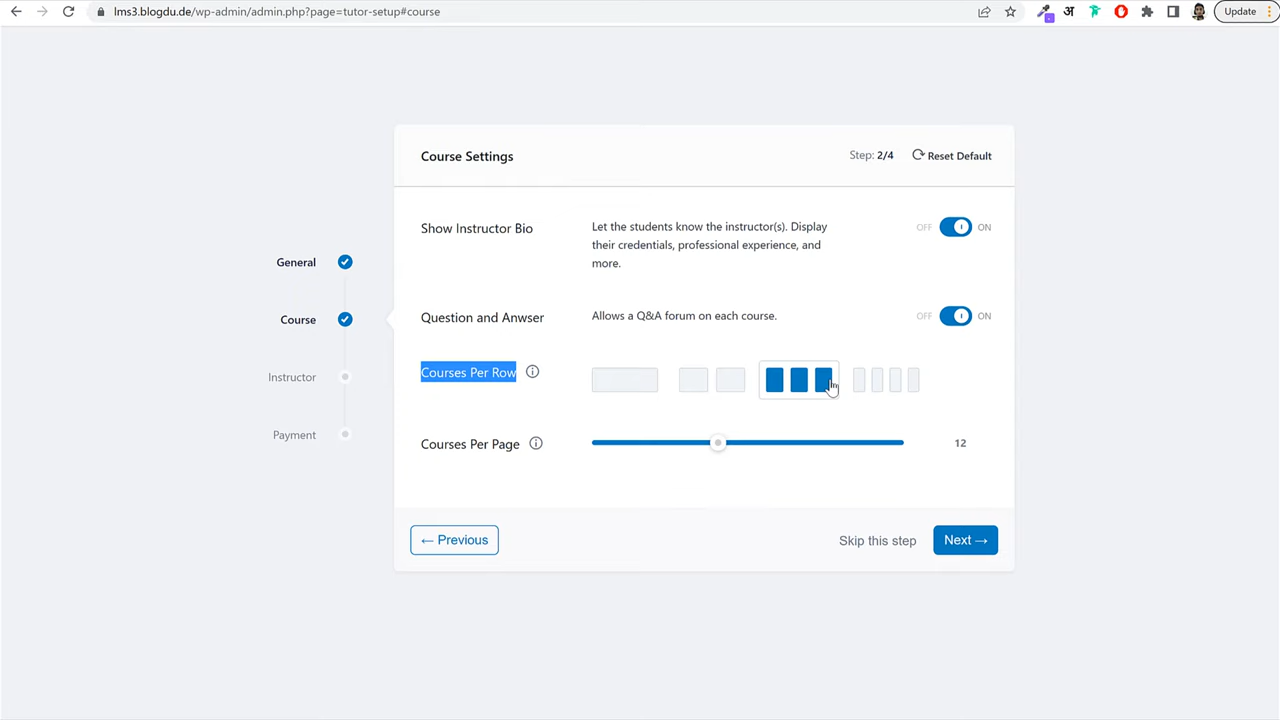 lms3.blogdu.de/wp-admin/admin.php?page=tutor-setup#course
अ
Update
Course Settings
Step: 2/4
Reset Default
Show Instructor Bio
Let the students know the instructor(s). Display
their credentials, professional experience, and
more.
OFF
ON
General
Course
Question and Anwser
Allows a Q&A forum on each course.
OFF
ON
Courses Per Row
Instructor
Payment
Courses Per Page
12
← Previous
Skip this step
Next →